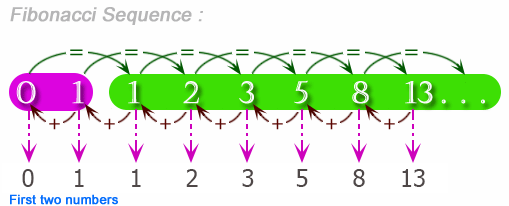 Fibonacci Sequence :
= = = = = =
0 1 1 2 3 5 8 13...
+ + + + + + +
0 1 1 2 3 5 8 13
First two numbers